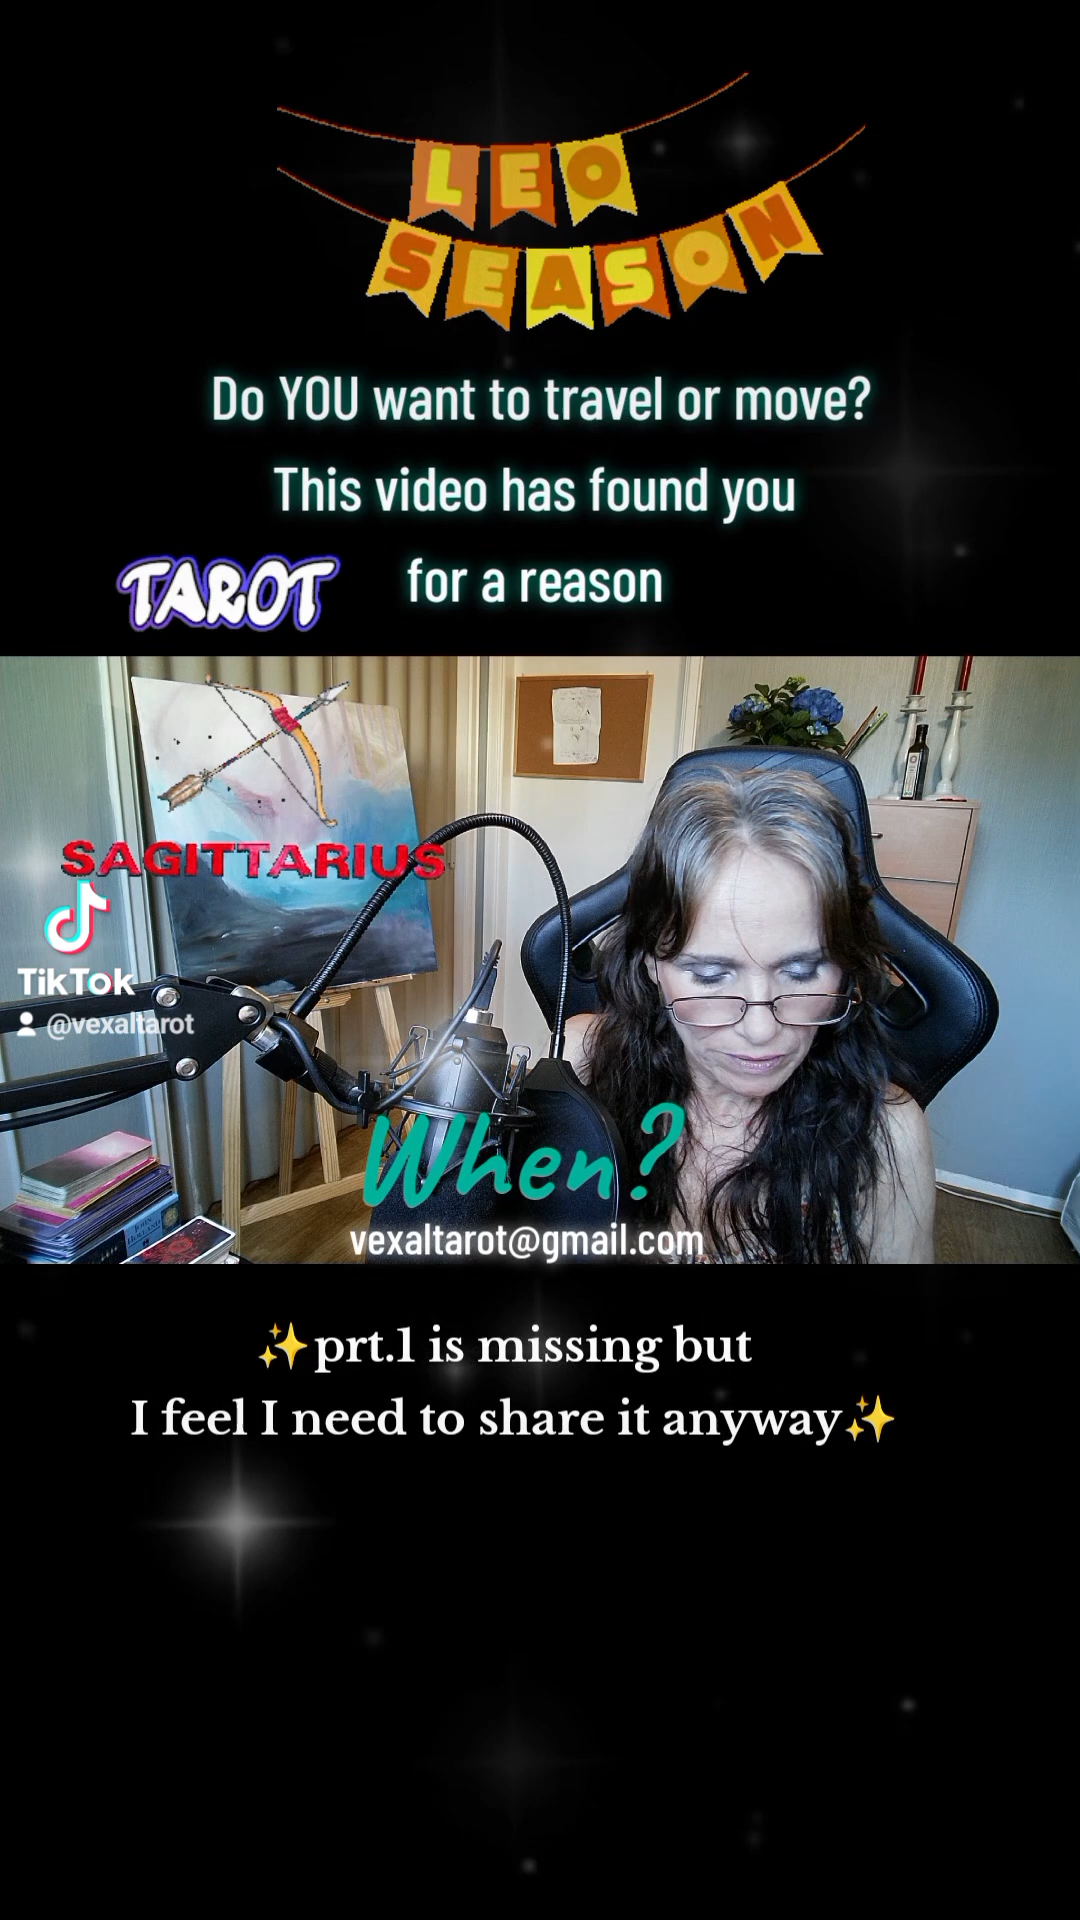 LEO
SEASON
Do YOU want to travel or move?
This video has found you
for a reason
TAROT
SAGITTARIUS
TikTok
@vexaltarot
When?
vexaltarot@gmail.com
✨prt.1 is missing but
I feel I need to share it anyway✨